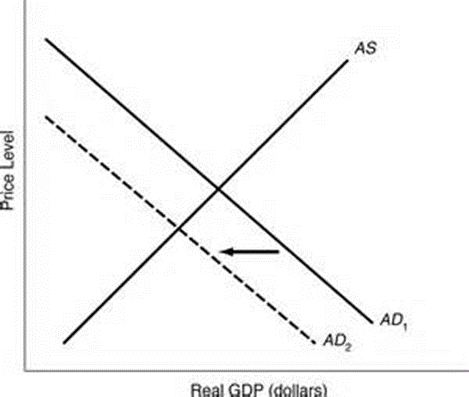 AS
Price Level
AD₁
AD₂
Real GDP (dollars)